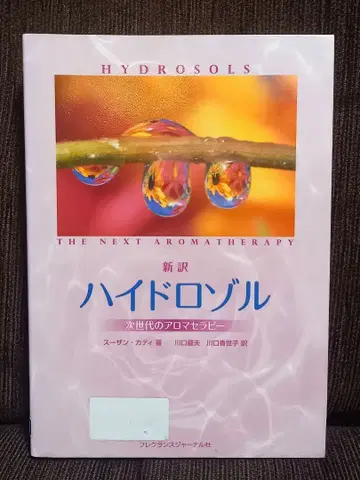 HYDROSOLS
THE NEXT AROMATHERAPY
新訳
ハイドロゾル
次世代のアロマセラピー
スーザン・カティ 著 川口健夫 川口香世子 訳
フレグランスジャーナル社